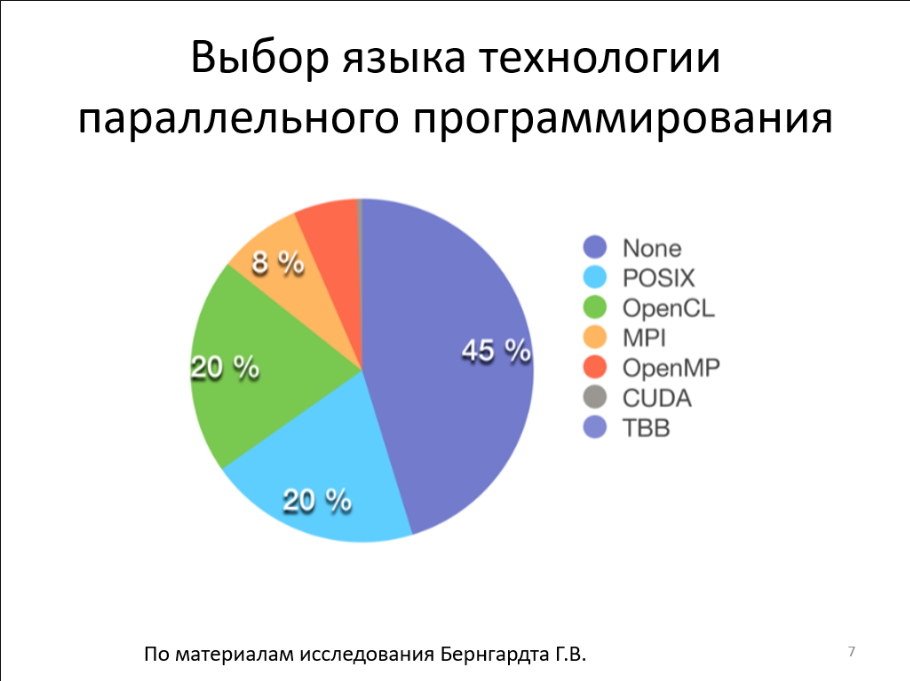 Выбор языка технологии
параллельного программирования
8 %
45 %
20 %
20 %
None
POSIX
OpenCL
MPI
OpenMP
CUDA
TBB
По материалам исследования Бернгардта Г.В.
7